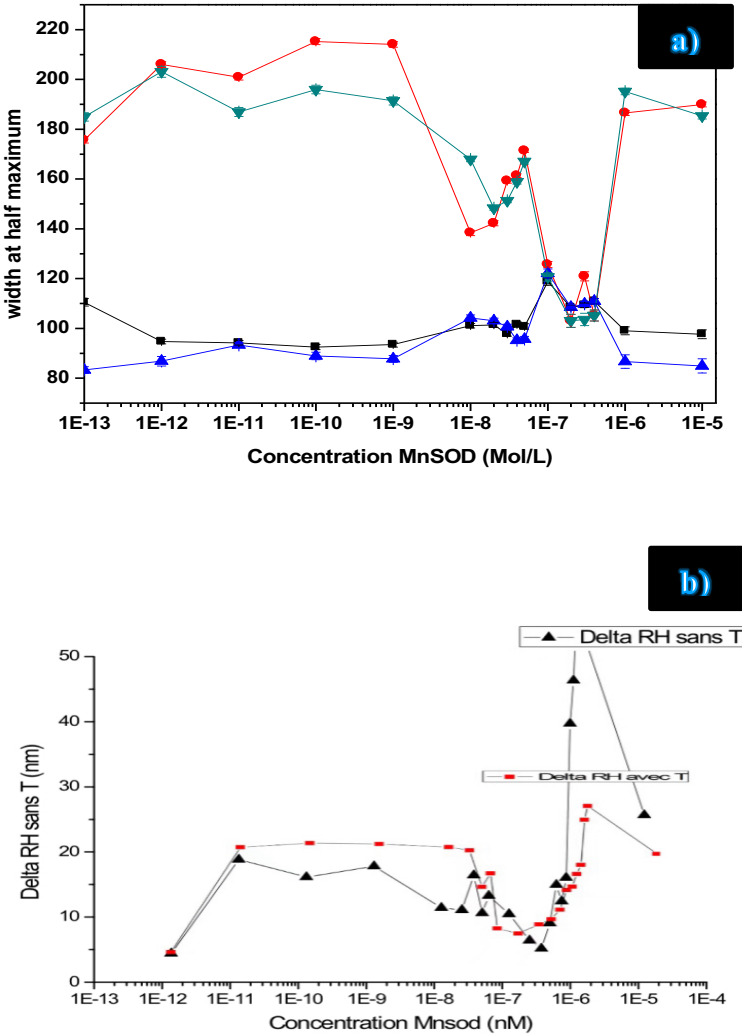 a)
220
200
180
160
140
120
100
80
width at half maximum
1E-13 1E-12 1E-11 1E-10 1E-9 1E-8 1E-7 1E-6 1E-5
Concentration MnSOD (Mol/L)
b)
Delta RH sans T
50
40
30
20
10
0
Delta RH avec T
Delta RH sans T (nm)
1E-13 1E-12 1E-11 1E-10 1E-9 1E-8 1E-7 1E-6 1E-5 1E-4
Concentration Mnsod (nM)